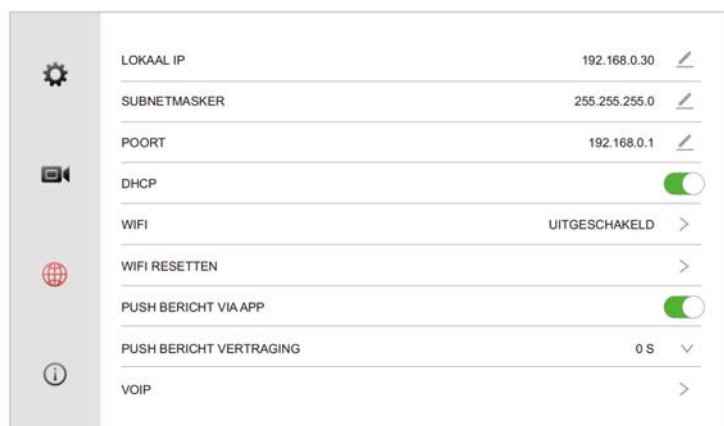 LOKAAL IP 192.168.0.30
SUBNETMASKER 255.255.255.0
POORT 192.168.0.1
DHCP
WIFI UITGESCHAKELD
WIFI RESETTEN
PUSH BERICHT VIA APP
PUSH BERICHT VERTRAGING 0 S
VOIP